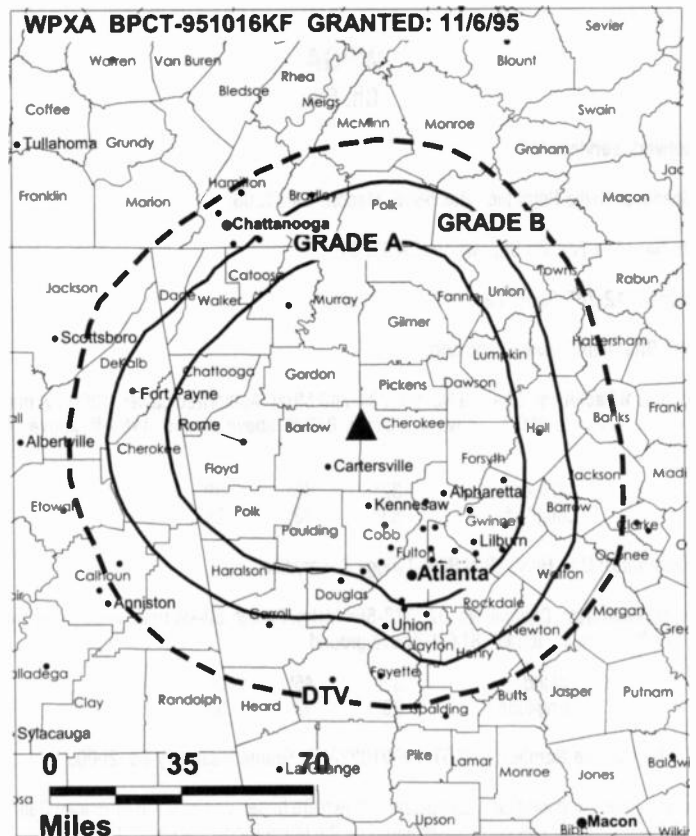 WPXA BPCT-951016KF GRANTED: 11/6/95
Sevier
Warren
Van Buren
Rhea
Blount
Bledsoe
Meigs
Coffee
McMinn
Monroe
Swain
Tullahoma
Grundy
Graham
Hamilton
Franklin
Marion
Bradley
Polk
Macon
Chattanooga
GRADE B
GRADE A
Catoosa
Towns
Jackson
Dade
Walker
Murray
Fannin
Union
Rabun
Gilmer
Scottsboro
Habersham
Lumpkin
DeKalb
Chattooga
Gordon
Pickens
Dawson
Fort Payne
Banks
Rome
Bartow
Cherokee
Hall
Albertville
Cherokee
Floyd
Cartersville
Forsyth
Jackson
Polk
Kennesaw
Alpharetta
Etowah
Paulding
Cobb
Gwinnett
Barrow
Clarke
Fulton
Lilburn
Oconee
Haralson
Calhoun
Douglas
Atlanta
Walton
Anniston
Rockdale
Morgan
Carroll
Union
Newton
Clayton
Henry
Fayette
Clay
Randolph
Heard
DTV
Butts
Jasper
Putnam
Spalding
Sylacauga
Pike
Lamar
Monroe
Jones
0 35 70
LaGrange
Upson
Macon
Miles